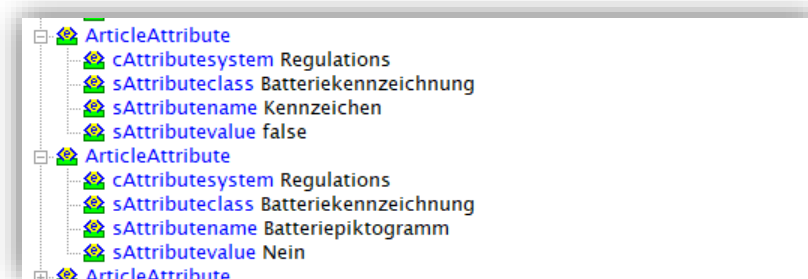 ArticleAttribute
cAttributesystem Regulations
sAttributeclass Batteriekennzeichnung
sAttributename Kennzeichen
sAttributevalue false
ArticleAttribute
cAttributesystem Regulations
sAttributeclass Batteriekennzeichnung
sAttributename Batteriepiktogramm
sAttributevalue Nein
ArticleAttribute